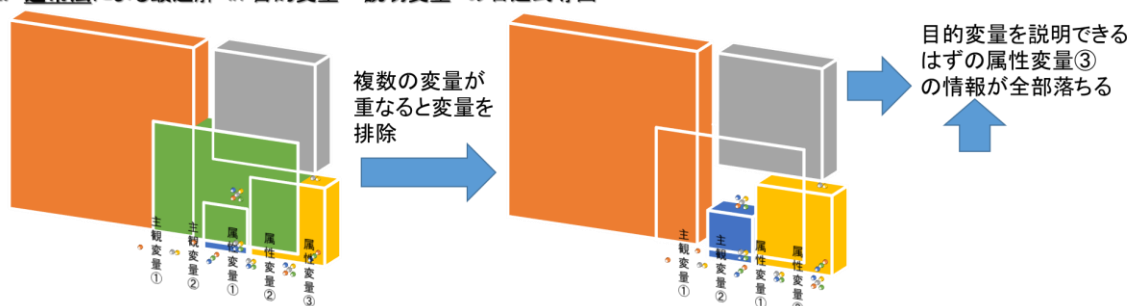 複数の変量が
重なると変量を
排除
目的変量を説明できる
はずの属性変量③
の情報が全部落ちる
主観変量①
主観変量②
属性変量①
属性変量②
属性変量③
主観変量①
主観変量②
属性変量①
属性変量